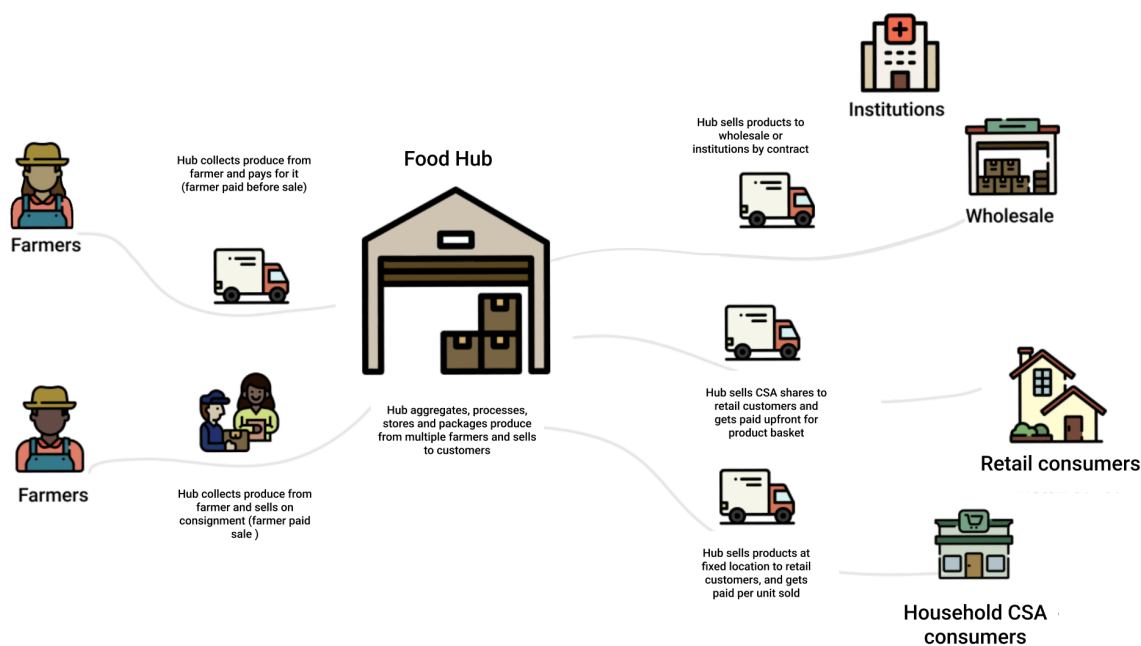 Institutions
Hub sells products to
wholesale or
institutions by contract
Food Hub
Hub collects produce from
farmer and pays for it
(farmer paid before sale)
Wholesale
Farmers
Hub sells CSA shares to
retail customers and
gets paid upfront for
product basket
Hub aggregates, processes,
stores and packages produce
from multiple farmers and sells
to customers
Retail consumers
Farmers
Hub collects produce from
farmer and sells on
consignment (farmer paid
sale )
Hub sells products at
fixed location to retail
customers, and gets
paid per unit sold
Household CSA
consumers